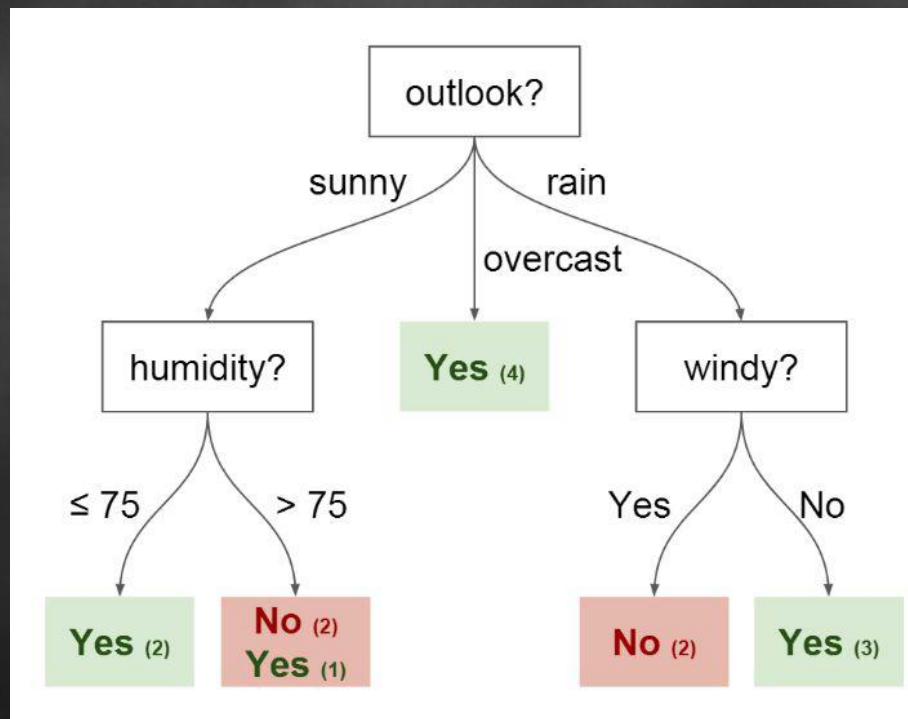 outlook?
sunny
rain
overcast
humidity?
Yes (4)
windy?
≤ 75
> 75
Yes
No
Yes (2)
No (2)
Yes (1)
No (2)
Yes (3)